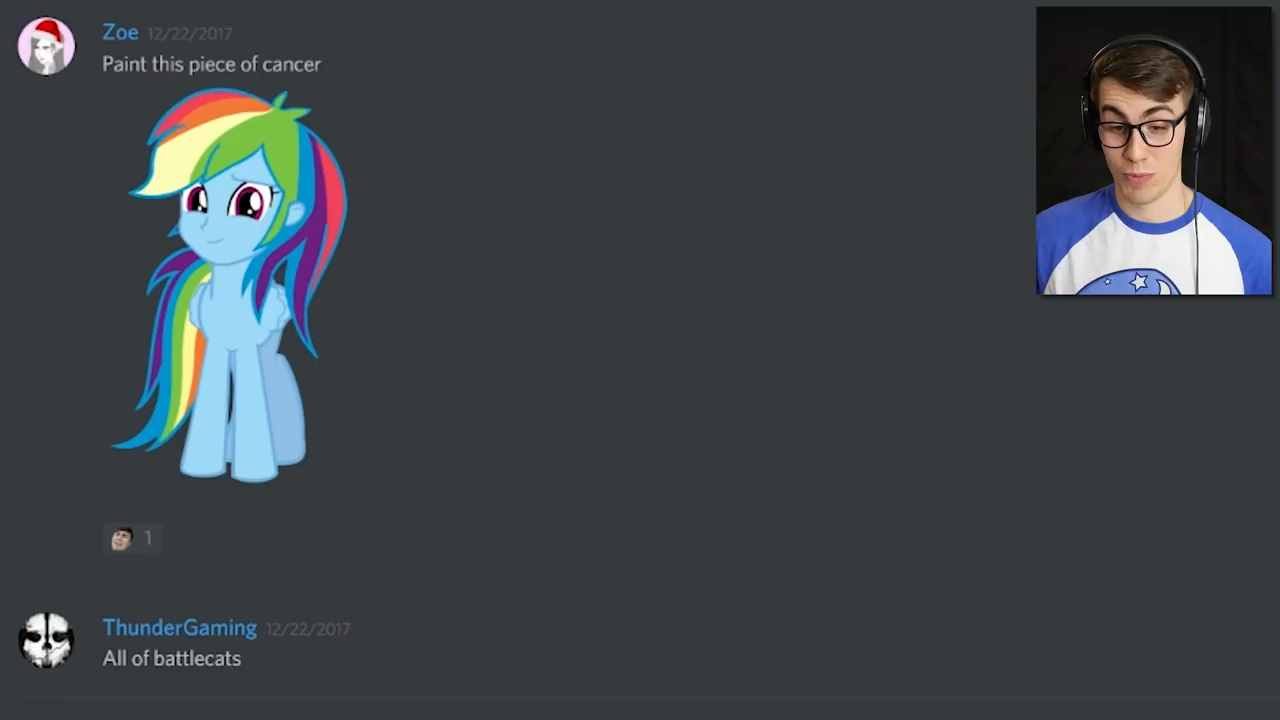 Zoe 12/22/2017
Paint this piece of cancer
1
ThunderGaming 12/22/2017
All of battlecats